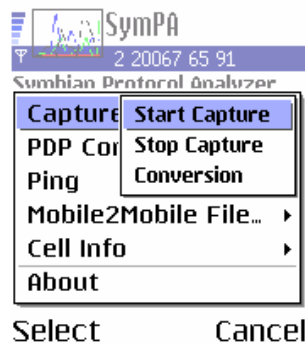 SymPA
2 20067 65 91
Symbian Protocol Analyzer
Capture
Start Capture
PDP Con
Stop Capture
Ping
Conversion
Mobile2Mobile File…
Cell Info
About
Select Cancel